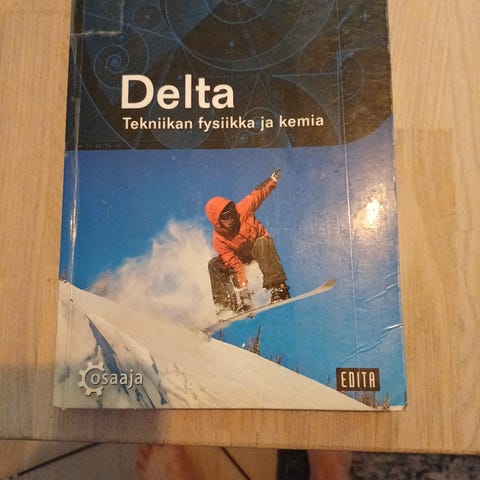 Delta
Tekniikan fysiikka ja kemia
osaaja
EDITA